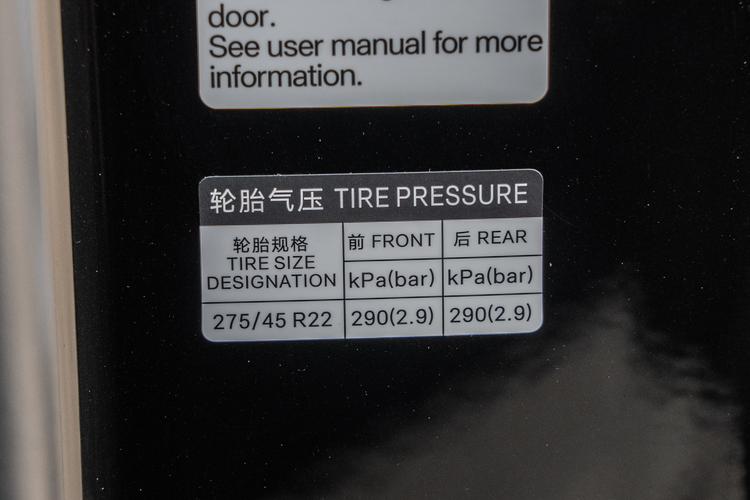 door.
See user manual for more
information.
轮胎气压 TIRE PRESSURE
轮胎规格
TIRE SIZE
DESIGNATION
前 FRONT
后 REAR
kPa(bar)
kPa(bar)
275/45 R22
290(2.9)
290(2.9)